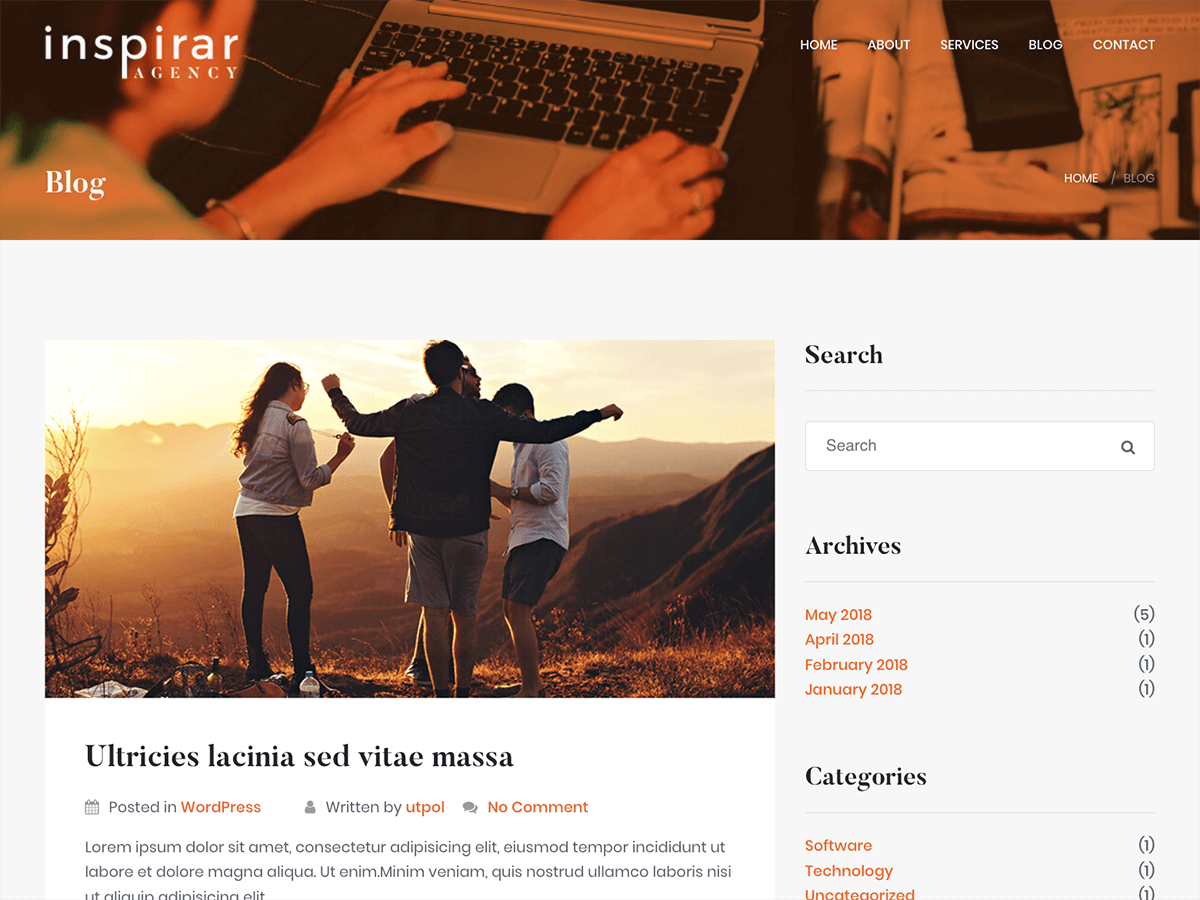 inspirar
AGENCY
HOME ABOUT SERVICES BLOG CONTACT
Blog
HOME / BLOG
Search
Search
Archives
May 2018 (5)
April 2018 (1)
February 2018 (1)
January 2018 (1)
Ultricies lacinia sed vitae massa
Posted in WordPress Written by utpol No Comment
Lorem ipsum dolor sit amet, consectetur adipisicing elit, eiusmod tempor incididunt ut
labore et dolore magna aliqua. Ut enim.Minim veniam, quis nostrud ullamco laboris nisi
ut aliquip adipisicing elit
Categories
Software (1)
Technology (1)
Uncategorized (1)